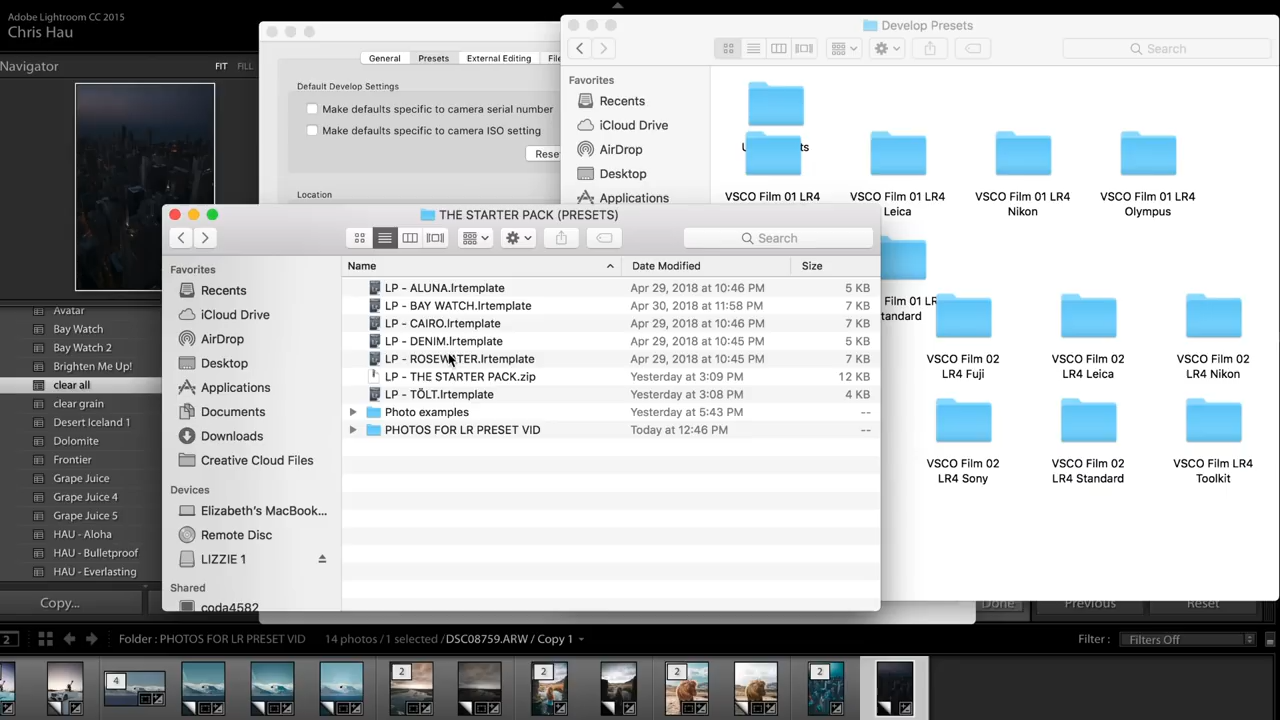 Adobe Lightroom CC 2015
Chris Hau
Navigator
FIT
FILL
Avatar
Bay Watch
Bay Watch 2
Brighten Me Up!
clear all
clear grain
Desert Iceland 1
Dolomite
Frontier
Grape Juice
Grape Juice 4
Grape Juice 5
HAU - Aloha
HAU - Bulletproof
HAU - Everlasting
Copy...
General
Presets
External Editing
Default Develop Settings
Make defaults specific to camera serial number
Make defaults specific to camera ISO setting
Location
Develop Presets
Search
Favorites
Recents
iCloud Drive
AirDrop
Desktop
Applications
VSCO Film 01 LR4
VSCO Film 01 LR4
Leica
VSCO Film 01 LR4
Nikon
VSCO Film 01 LR4
Olympus
VSCO Film 02
LR4 Fuji
VSCO Film 02
LR4 Leica
VSCO Film 02
LR4 Nikon
VSCO Film 02
LR4 Sony
VSCO Film 02
LR4 Standard
VSCO Film LR4
Toolkit
THE STARTER PACK (PRESETS)
Search
Favorites
Recents
iCloud Drive
AirDrop
Desktop
Applications
Documents
Downloads
Creative Cloud Files
Devices
Elizabeth's MacBook...
Remote Disc
LIZZIE 1
Shared
coda4582
Name Date Modified Size
LP - ALUNA.lrtemplate Apr 29, 2018 at 10:46 PM 5 KB
LP - BAY WATCH.lrtemplate Apr 30, 2018 at 11:58 PM 7 KB
LP - CAIRO.lrtemplate Apr 29, 2018 at 10:46 PM 7 KB
LP - DENIM.lrtemplate Apr 29, 2018 at 10:45 PM 5 KB
LP - ROSEWATER.lrtemplate Apr 29, 2018 at 10:45 PM 7 KB
LP - THE STARTER PACK.zip Yesterday at 3:09 PM 12 KB
LP - TÖLT.lrtemplate Yesterday at 3:08 PM 4 KB
Photo examples Yesterday at 5:43 PM --
PHOTOS FOR LR PRESET VID Today at 12:46 PM --
Done
Previous
Reset
2
Folder : PHOTOS FOR LR PRESET VID 14 photos / 1 selected / DSC08759.ARW / Copy 1
Filter :
Filters Off
4
2
2
2
2